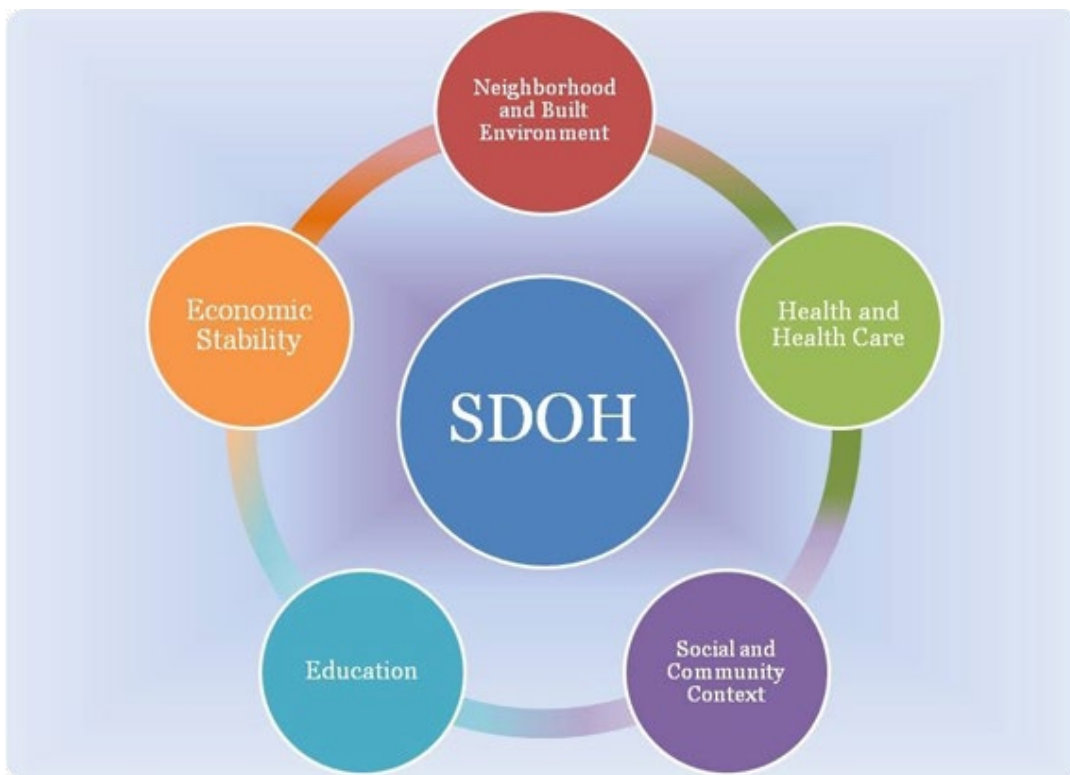 Neighborhood
and Built
Environment
Economic
Stability
Health and
Health Care
SDOH
Education
Social and
Community
Context